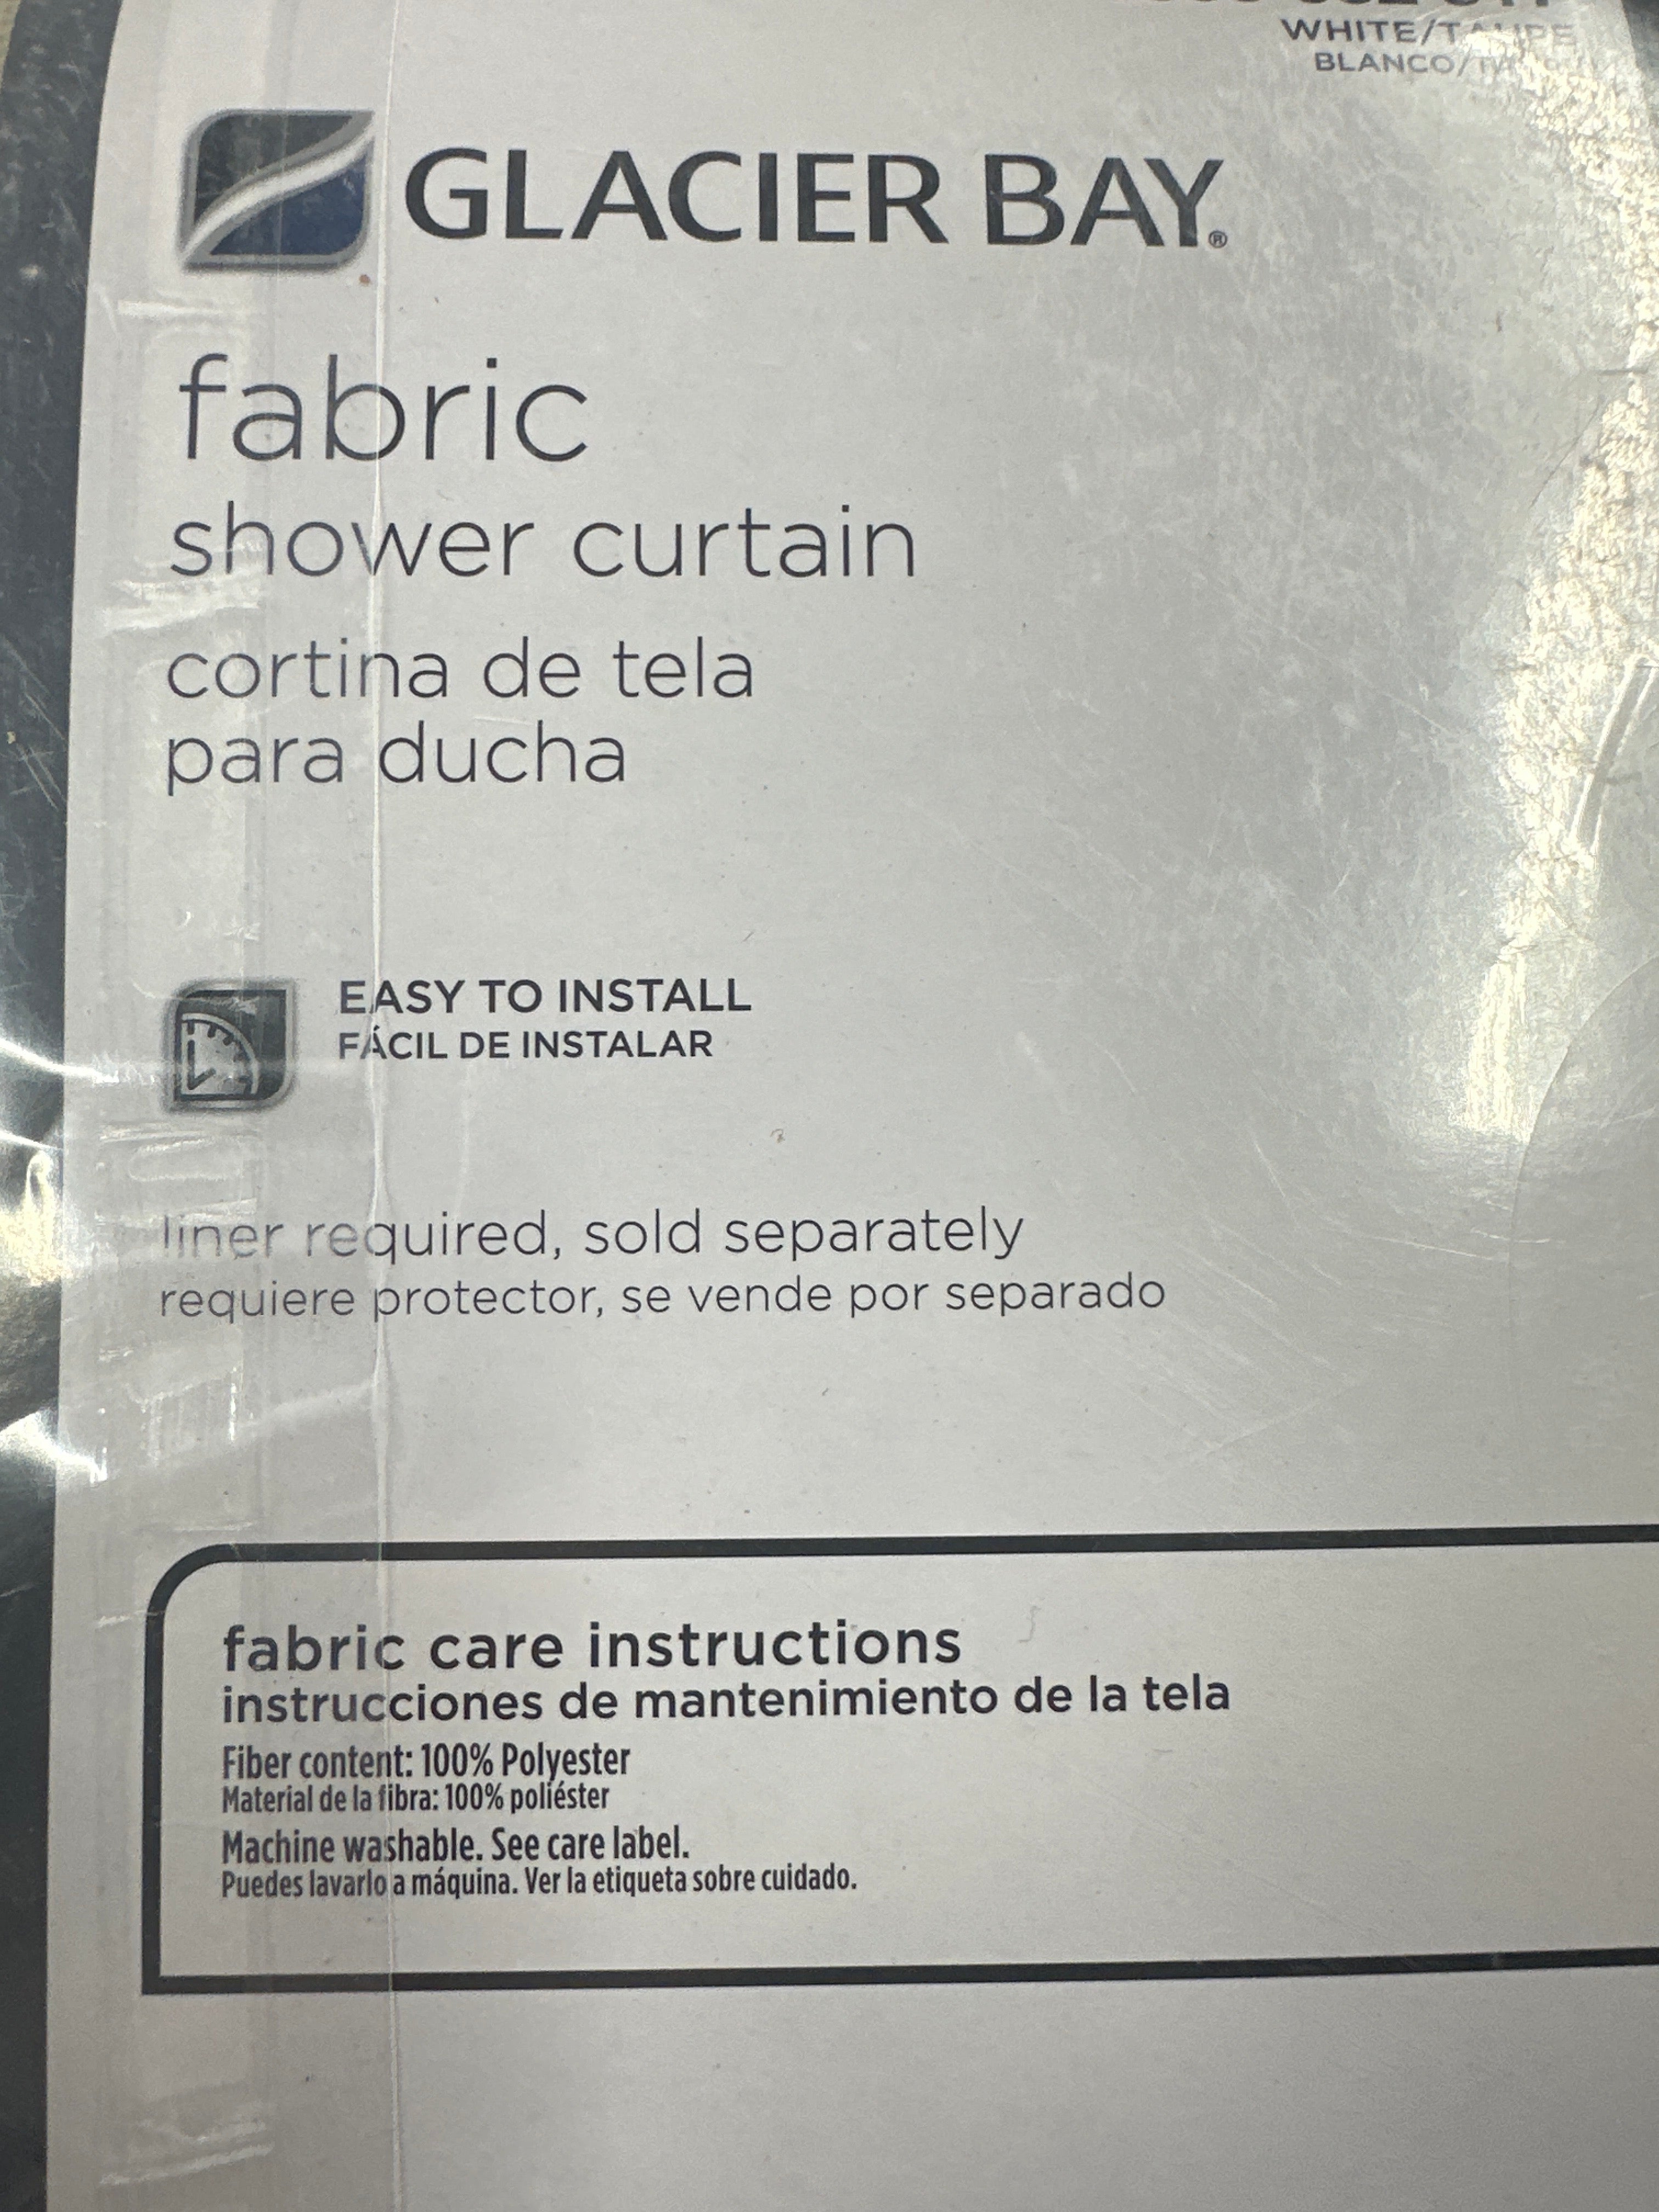 WHITE/TAUPE
BLANCO/
GLACIER BAY®
fabric
shower curtain
cortina de tela
para ducha
EASY TO INSTALL
FÁCIL DE INSTALAR
liner required, sold separately
requiere protector, se vende por separado
fabric care instructions
instrucciones de mantenimiento de la tela
Fiber content: 100% Polyester
Material de la fibra: 100% poliéster
Machine washable. See care label.
Puedes lavarlo a máquina. Ver la etiqueta sobre cuidado.